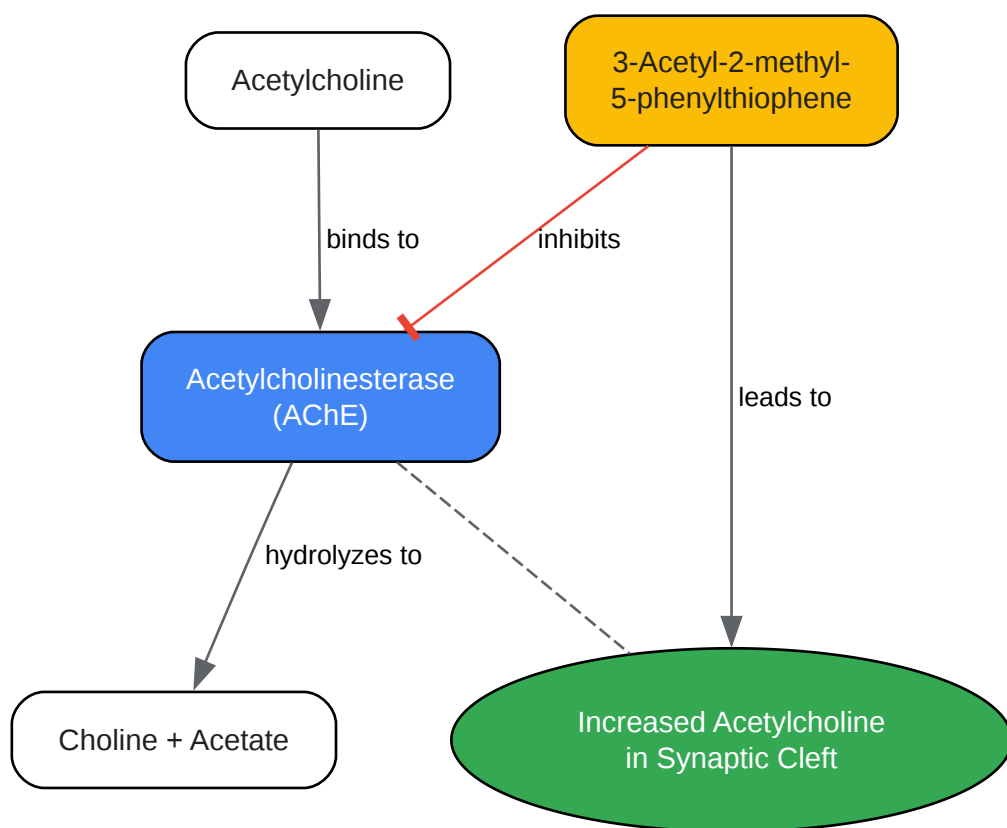 Acetylcholine
3-Acetyl-2-methyl-
5-phenylthiophene
binds to
inhibits
Acetylcholinesterase
(AChE)
leads to
hydrolyzes to
Choline + Acetate
Increased Acetylcholine
in Synaptic Cleft